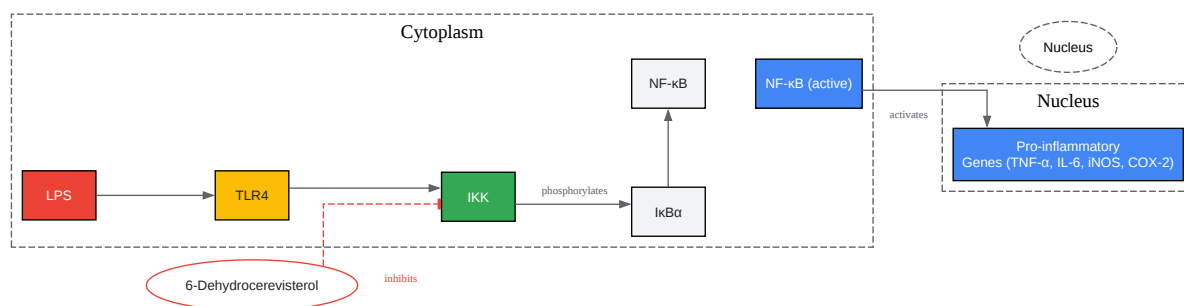 Cytoplasm
Nucleus
NF-κB
NF-κB (active)
activates
Nucleus
Pro-inflammatory
Genes (TNF-α, IL-6, iNOS, COX-2)
LPS
TLR4
IKK
phosphorylates
IκBα
6-Dehydrocerevisterol
inhibits